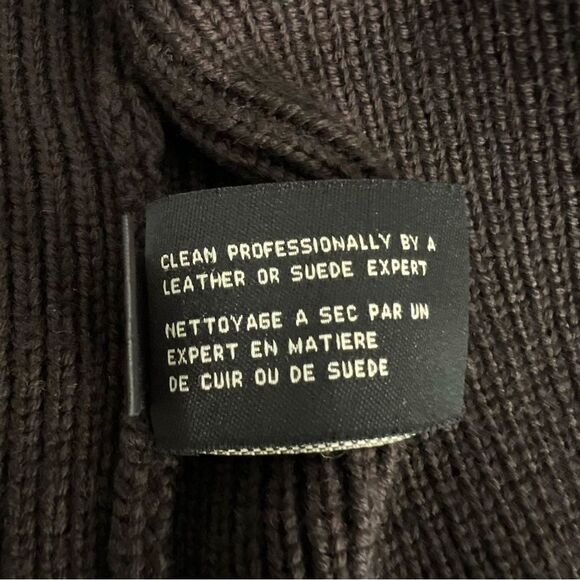 CLEAN PROFESSIONALLY BY A
LEATHER OR SUEDE EXPERT
NETTOYAGE A SEC PAR UN
EXPERT EN MATIERE
DE CUIR OU DE SUEDE